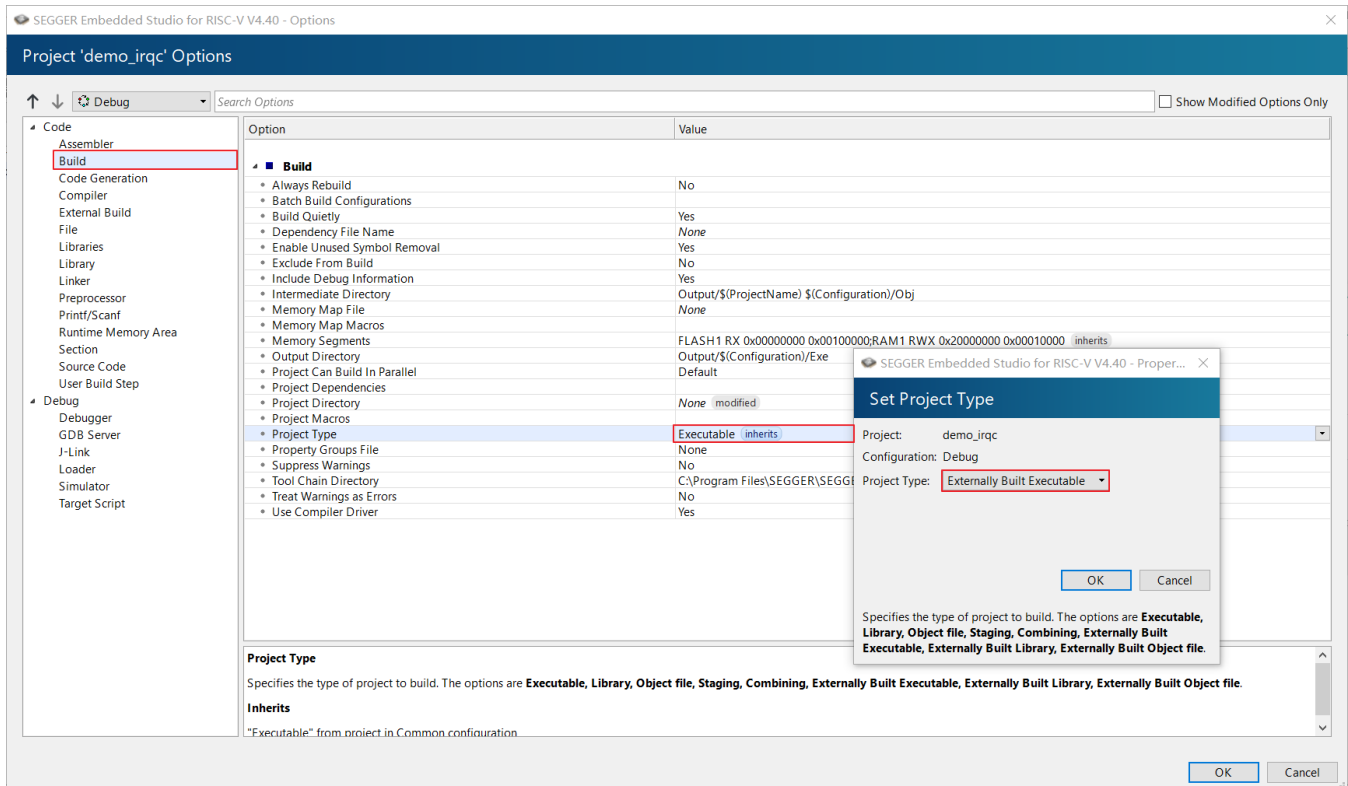 SEGGER Embedded Studio for RISC-V V4.40 - Options
Project 'demo_irqc' Options
Debug
Search Options
Show Modified Options Only
Code
Assembler
Build
Code Generation
Compiler
External Build
File
Libraries
Library
Linker
Preprocessor
Printf/Scanf
Runtime Memory Area
Section
Source Code
User Build Step
Debug
Debugger
GDB Server
J-Link
Loader
Simulator
Target Script
Option Value
Build
Always Rebuild No
Batch Build Configurations
Build Quietly Yes
Dependency File Name None
Enable Unused Symbol Removal Yes
Exclude From Build No
Include Debug Information Yes
Intermediate Directory Output/$(ProjectName) $(Configuration)/Obj
Memory Map File None
Memory Map Macros
Memory Segments FLASH1 RX 0x00000000 0x00100000;RAM1 RWX 0x20000000 0x00010000 inherits
Output Directory Output/$(Configuration)/Exe
Project Can Build In Parallel Default
Project Dependencies
Project Directory None modified
Project Macros
Project Type Executable inherits
Property Groups File None
Suppress Warnings No
Tool Chain Directory C:\Program Files\SEGGER\SEGGE
Treat Warnings as Errors No
Use Compiler Driver Yes
SEGGER Embedded Studio for RISC-V V4.40 - Proper...
Set Project Type
Project: demo_irqc
Configuration: Debug
Project Type: Externally Built Executable
OK Cancel
Specifies the type of project to build. The options are Executable,
Library, Object file, Staging, Combining, Externally Built
Executable, Externally Built Library, Externally Built Object file.
Project Type
Specifies the type of project to build. The options are Executable, Library, Object file, Staging, Combining, Externally Built Executable, Externally Built Library, Externally Built Object file.
Inherits
"Executable" from project in Common configuration
OK Cancel